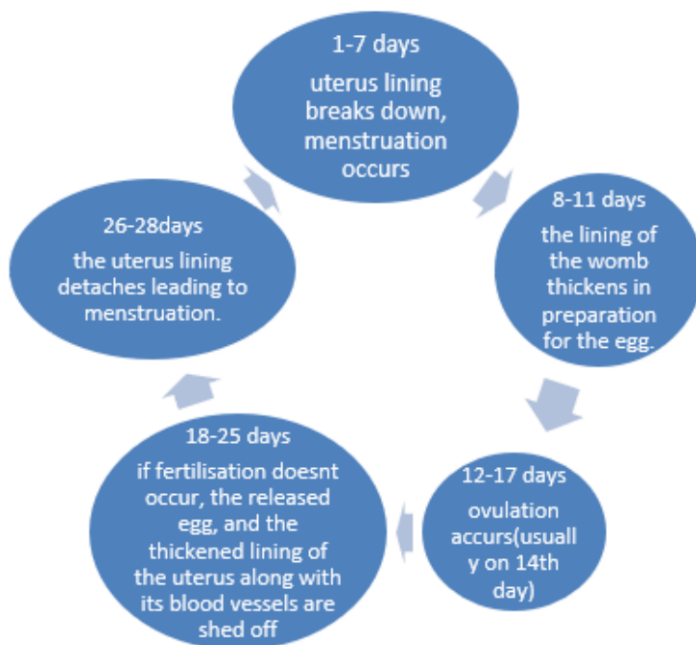 1-7 days
uterus lining
breaks down,
menstruation
occurs
8-11 days
the lining of
the womb
thickens in
preparation
for the egg.
12-17 days
ovulation
accurs(usuall
y on 14th
day)
18-25 days
if fertilisation doesnt
occur, the released
egg, and the
thickened lining of
the uterus along with
its blood vessels are
shed off
26-28days
the uterus lining
detaches leading to
menstruation.